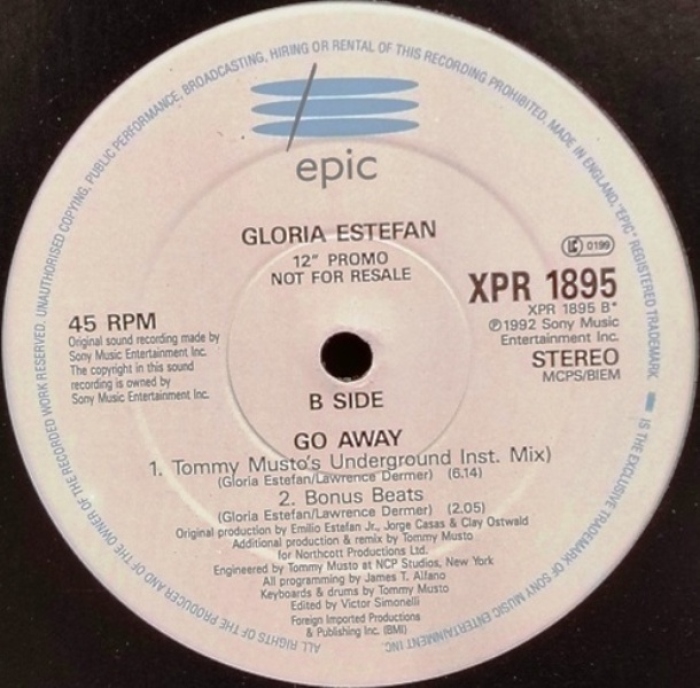 ALL RIGHTS OF THE PRODUCER AND OF THE OWNER OF THE RECORDED WORK RESERVED. UNAUTHORISED COPYING, PUBLIC PERFORMANCE, BROADCASTING, HIRING OR RENTAL OF THIS RECORDING PROHIBITED. MADE IN ENGLAND. "EPIC" REGISTERED TRADEMARK.
IS THE EXCLUSIVE TRADEMARK OF SONY MUSIC ENTERTAINMENT INC.
epic
GLORIA ESTEFAN
12" PROMO
NOT FOR RESALE
LC 0199
XPR 1895
XPR 1895 B*
℗1992 Sony Music
Entertainment Inc.
STEREO
MCPS/BIEM
45 RPM
Original sound recording made by
Sony Music Entertainment Inc.
The copyright in this sound
recording is owned by
Sony Music Entertainment Inc.
B SIDE
GO AWAY
1. Tommy Musto's Underground Inst. Mix)
(Gloria Estefan/Lawrence Dermer) (6.14)
2. Bonus Beats
(Gloria Estefan/Lawrence Dermer) (2.05)
Original production by Emilio Estefan Jr., Jorge Casas & Clay Ostwald
Additional production & remix by Tommy Musto
for Northcott Productions Ltd.
Engineered by Tommy Musto at NCP Studios, New York
All programming by James T. Alfano
Keyboards & drums by Tommy Musto
Edited by Victor Simonelli
Foreign Imported Productions
& Publishing Inc. (BMI)